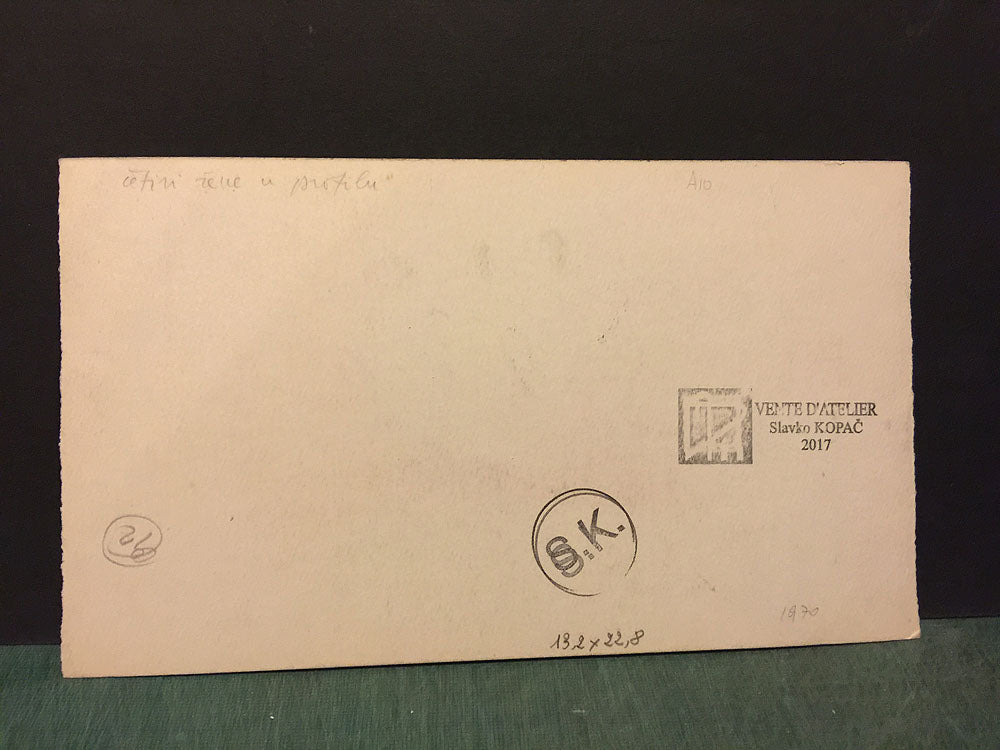 četiri žene u profilu"
A10
VENTE D'ATELIER
Slavko KOPAČ
2017
S.K.
1970
13,2 x 22,8